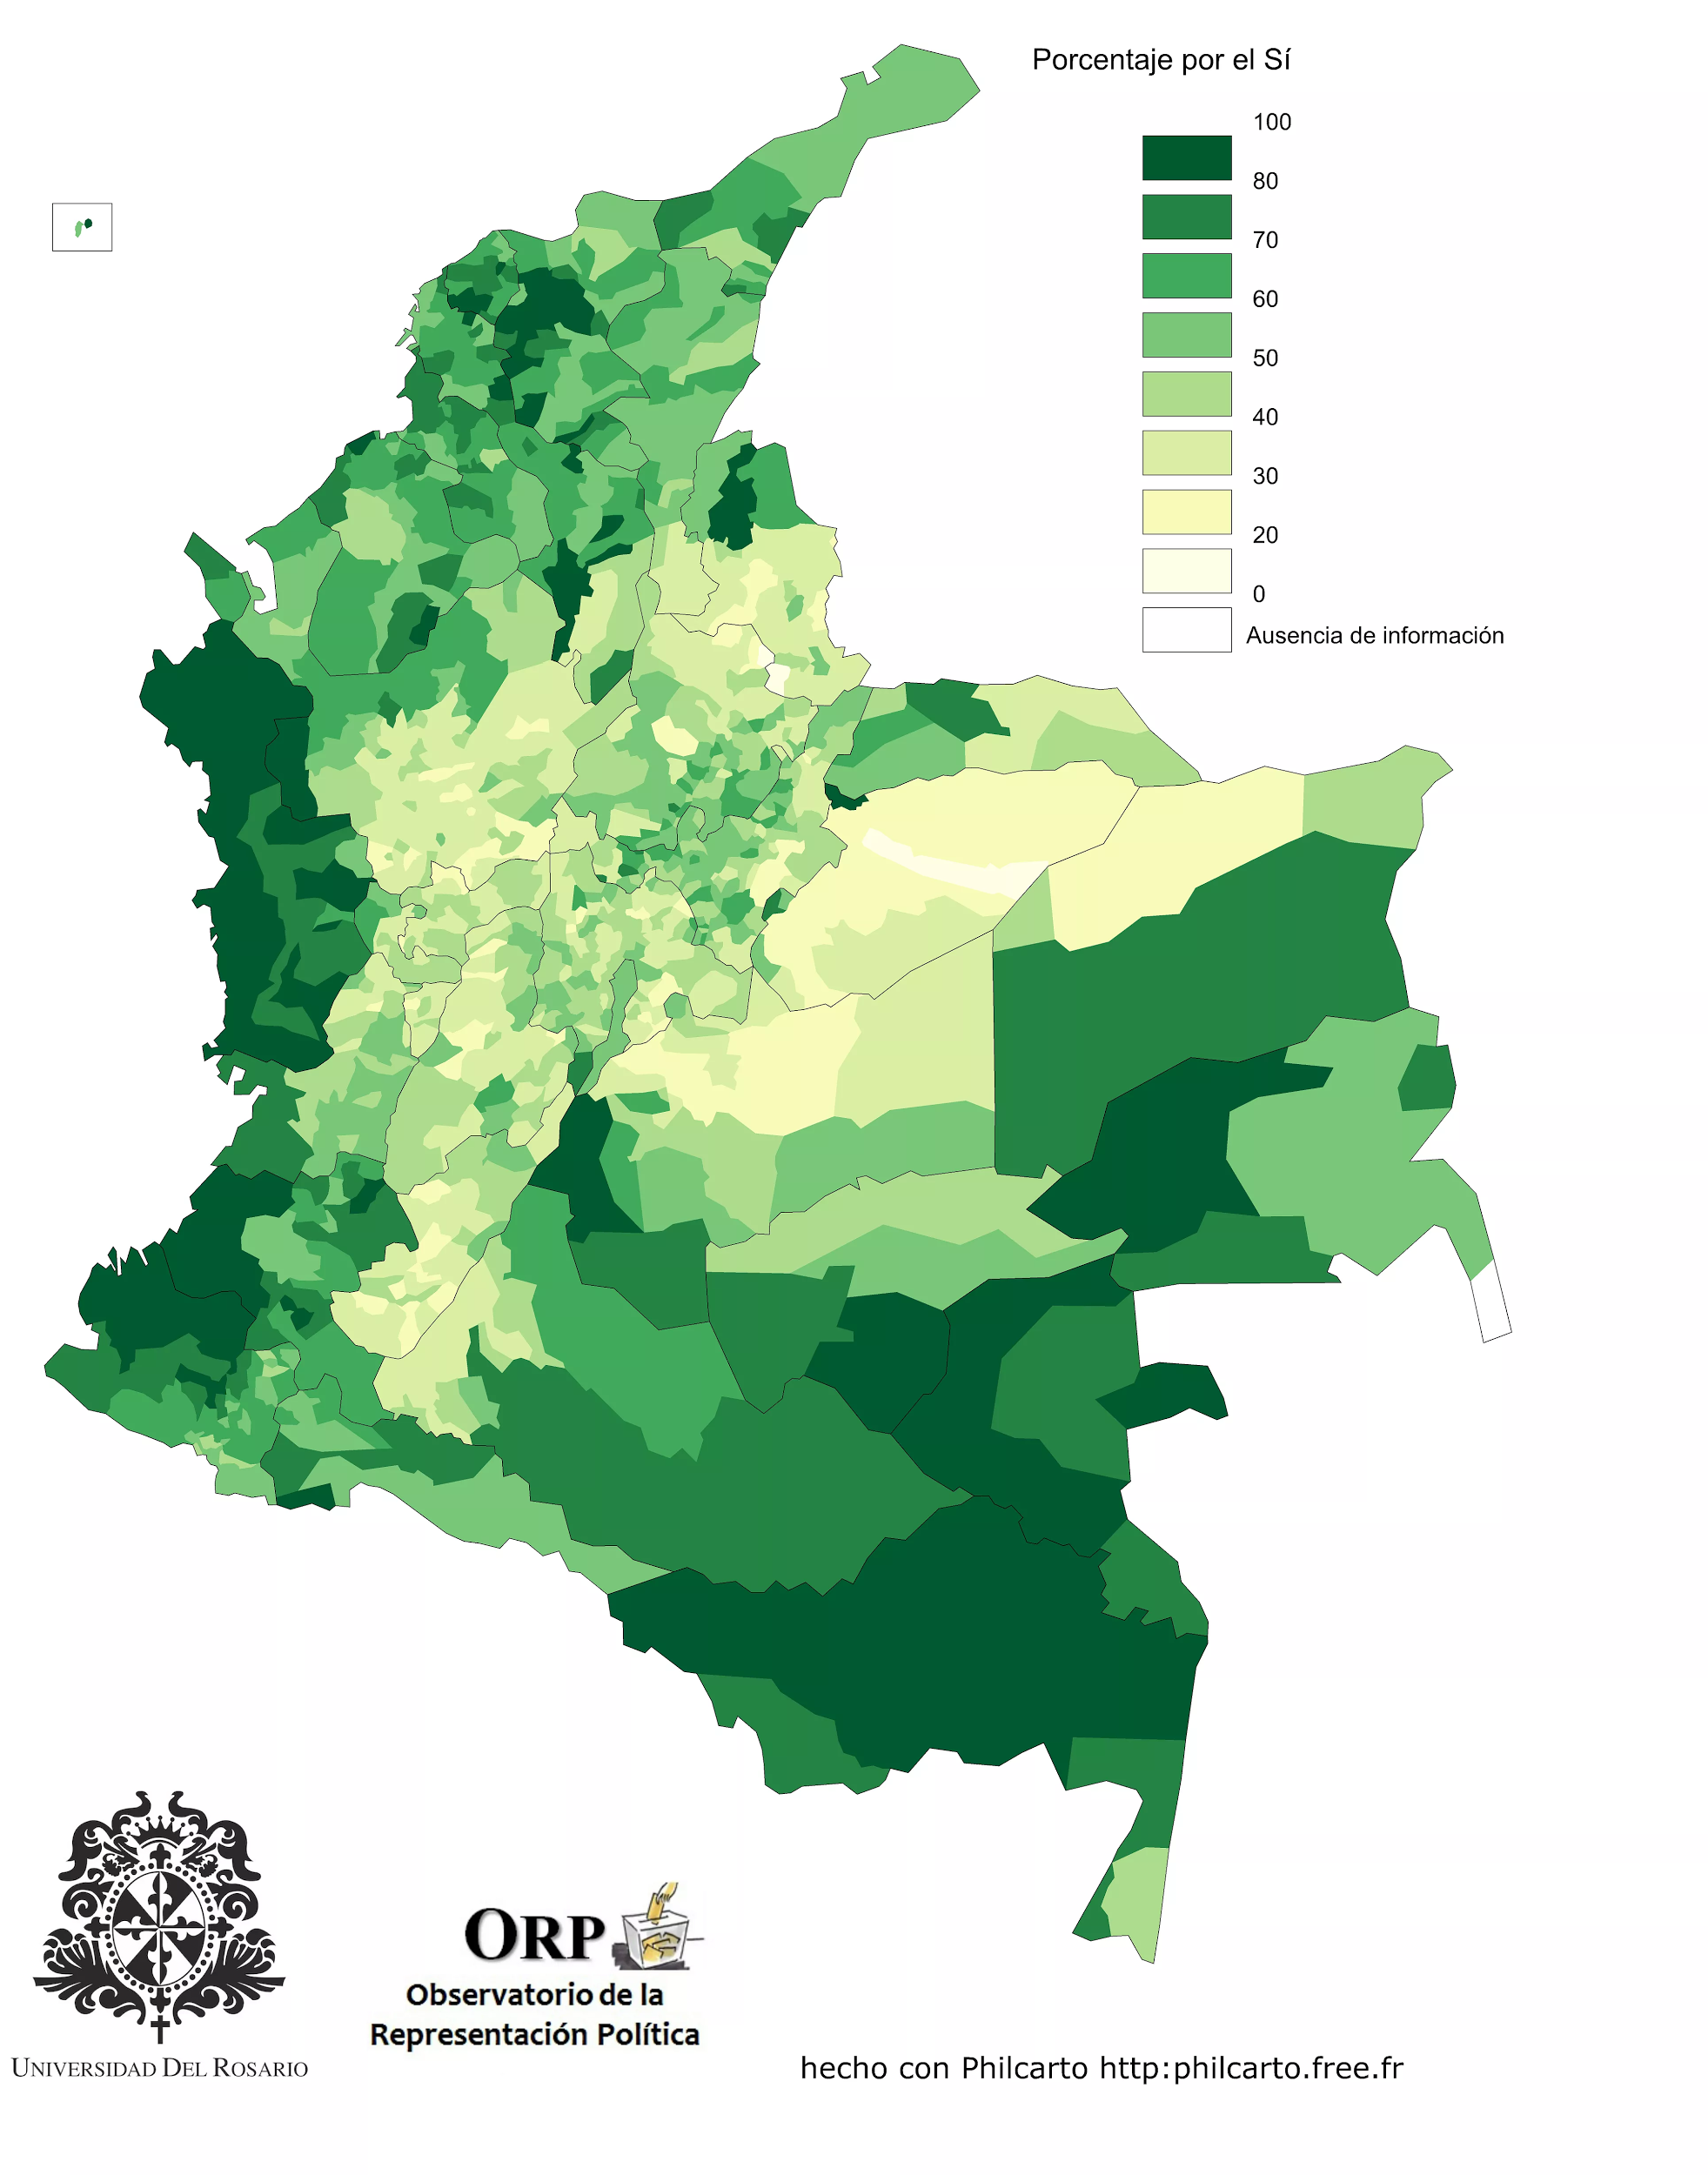 Porcentaje por el Sí
100
80
70
60
50
40
30
20
0
Ausencia de información
ORP
Observatorio de la
Representación Política
UNIVERSIDAD DEL ROSARIO
hecho con Philcarto http:philcarto.free.fr